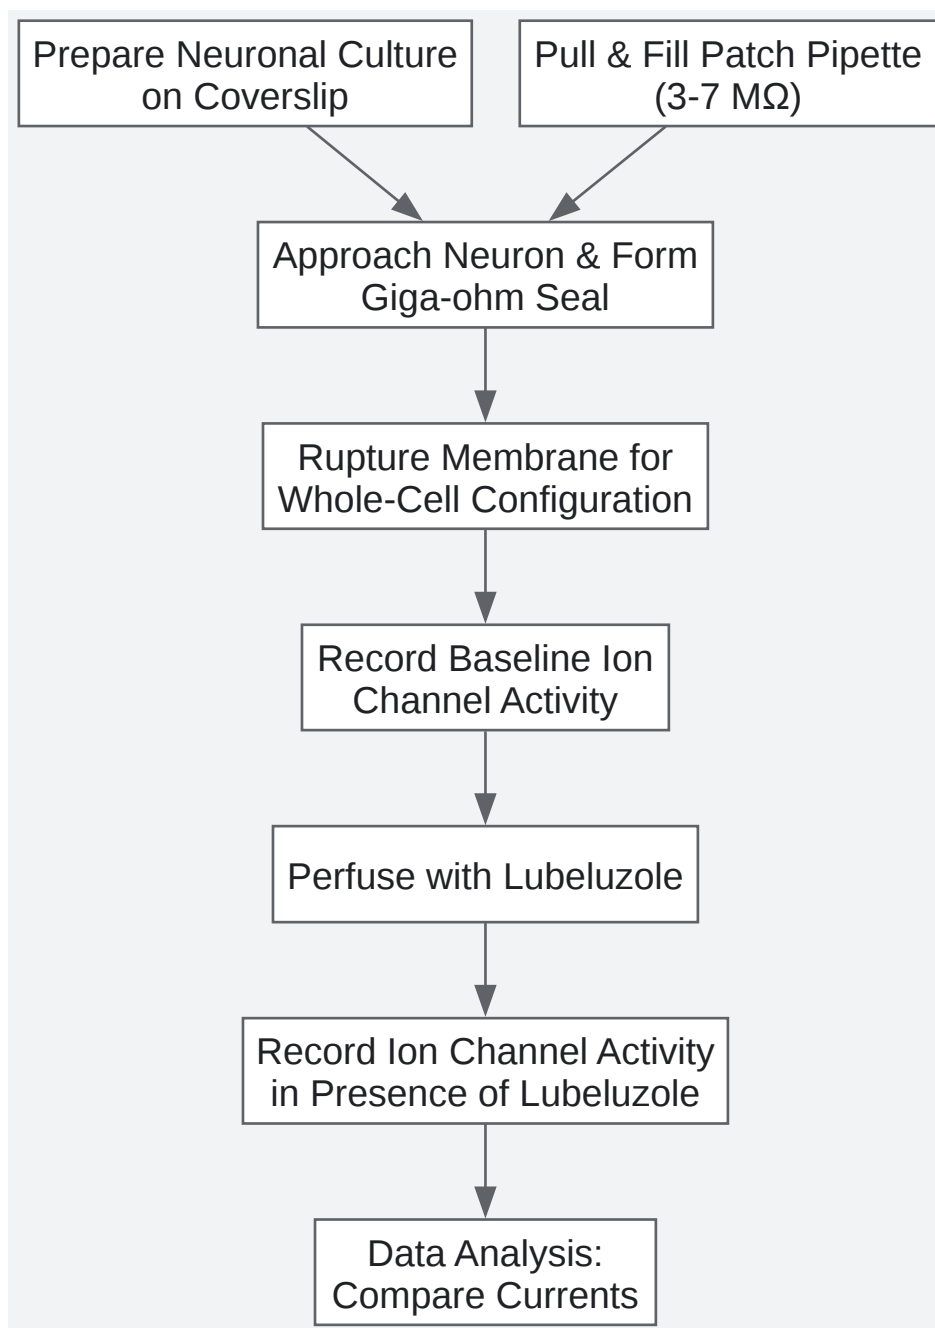 Prepare Neuronal Culture
on Coverslip
Pull & Fill Patch Pipette
(3-7 MΩ)
Approach Neuron & Form
Giga-ohm Seal
Rupture Membrane for
Whole-Cell Configuration
Record Baseline Ion
Channel Activity
Perfuse with Lubeluzole
Record Ion Channel Activity
in Presence of Lubeluzole
Data Analysis:
Compare Currents